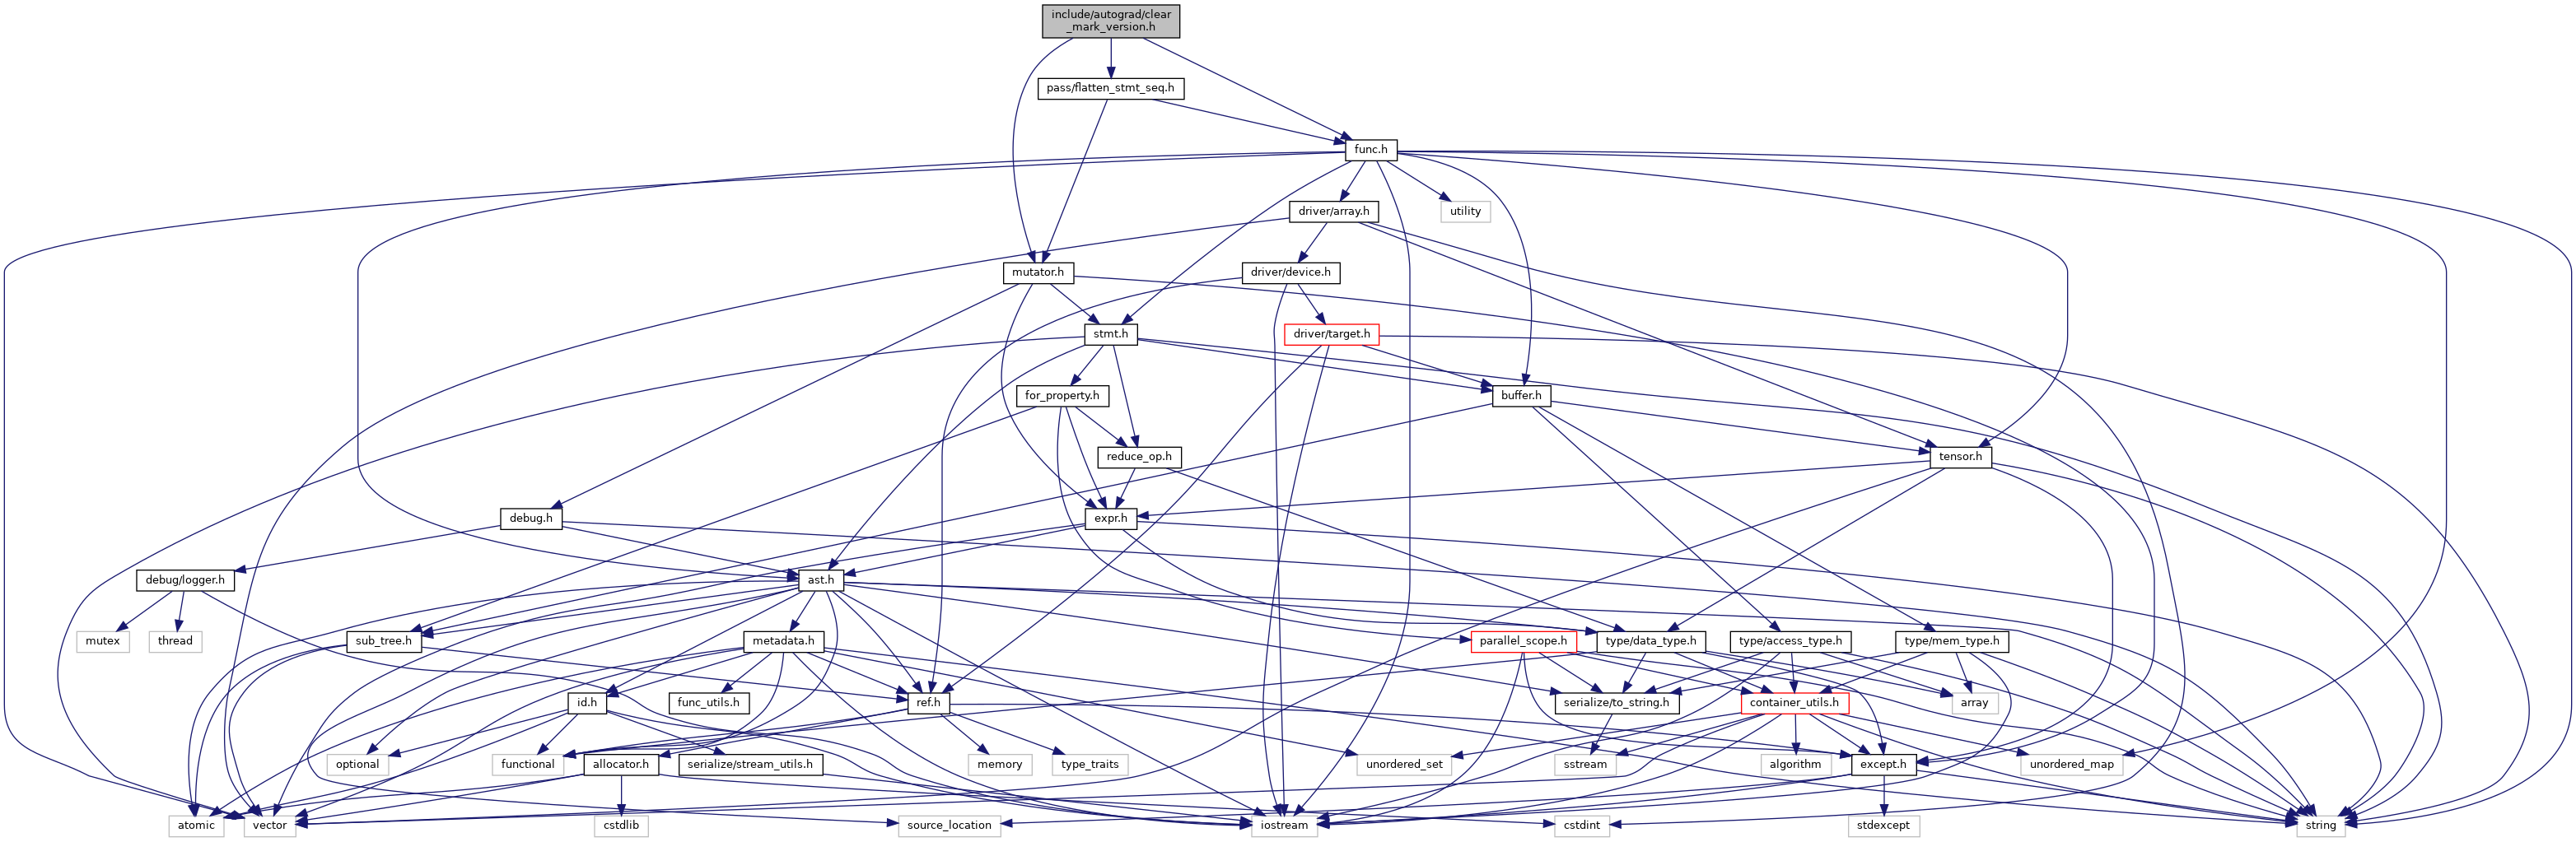 include/autograd/clear
_mark_version.h
pass/flatten_stmt_seq.h
func.h
driver/array.h
utility
mutator.h
driver/device.h
stmt.h
driver/target.h
for_property.h
buffer.h
reduce_op.h
tensor.h
debug.h
expr.h
debug/logger.h
ast.h
mutex
thread
sub_tree.h
metadata.h
parallel_scope.h
type/data_type.h
type/access_type.h
type/mem_type.h
id.h
func_utils.h
ref.h
serialize/to_string.h
container_utils.h
array
optional
functional
allocator.h
serialize/stream_utils.h
memory
type_traits
unordered_set
sstream
algorithm
except.h
unordered_map
atomic
vector
cstdlib
source_location
iostream
cstdint
stdexcept
string